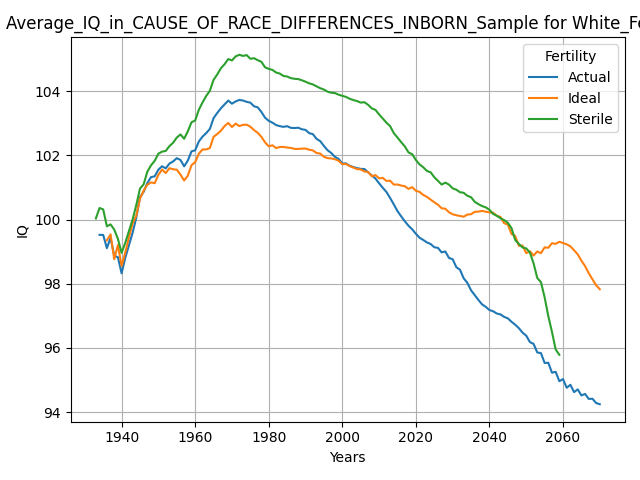 Average_IQ_in_CAUSE_OF_RACE_DIFFERENCES_INBORN_Sample for White_Fe
Fertility
Actual
Ideal
Sterile
IQ
104
102
100
98
96
94
1940 1960 1980 2000 2020 2040 2060
Years